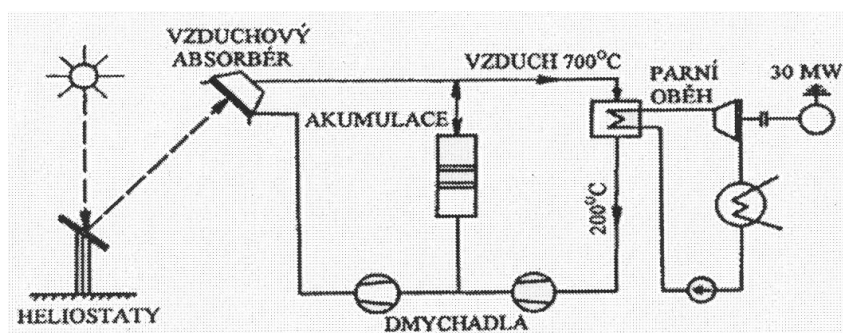 VZDUCHOVÝ
ABSORBÉR
VZDUCH 700°C
PARNÍ
OBĚH
30 MW
AKUMULACE
200°C
HELIOSTATY
DMYCHADLA